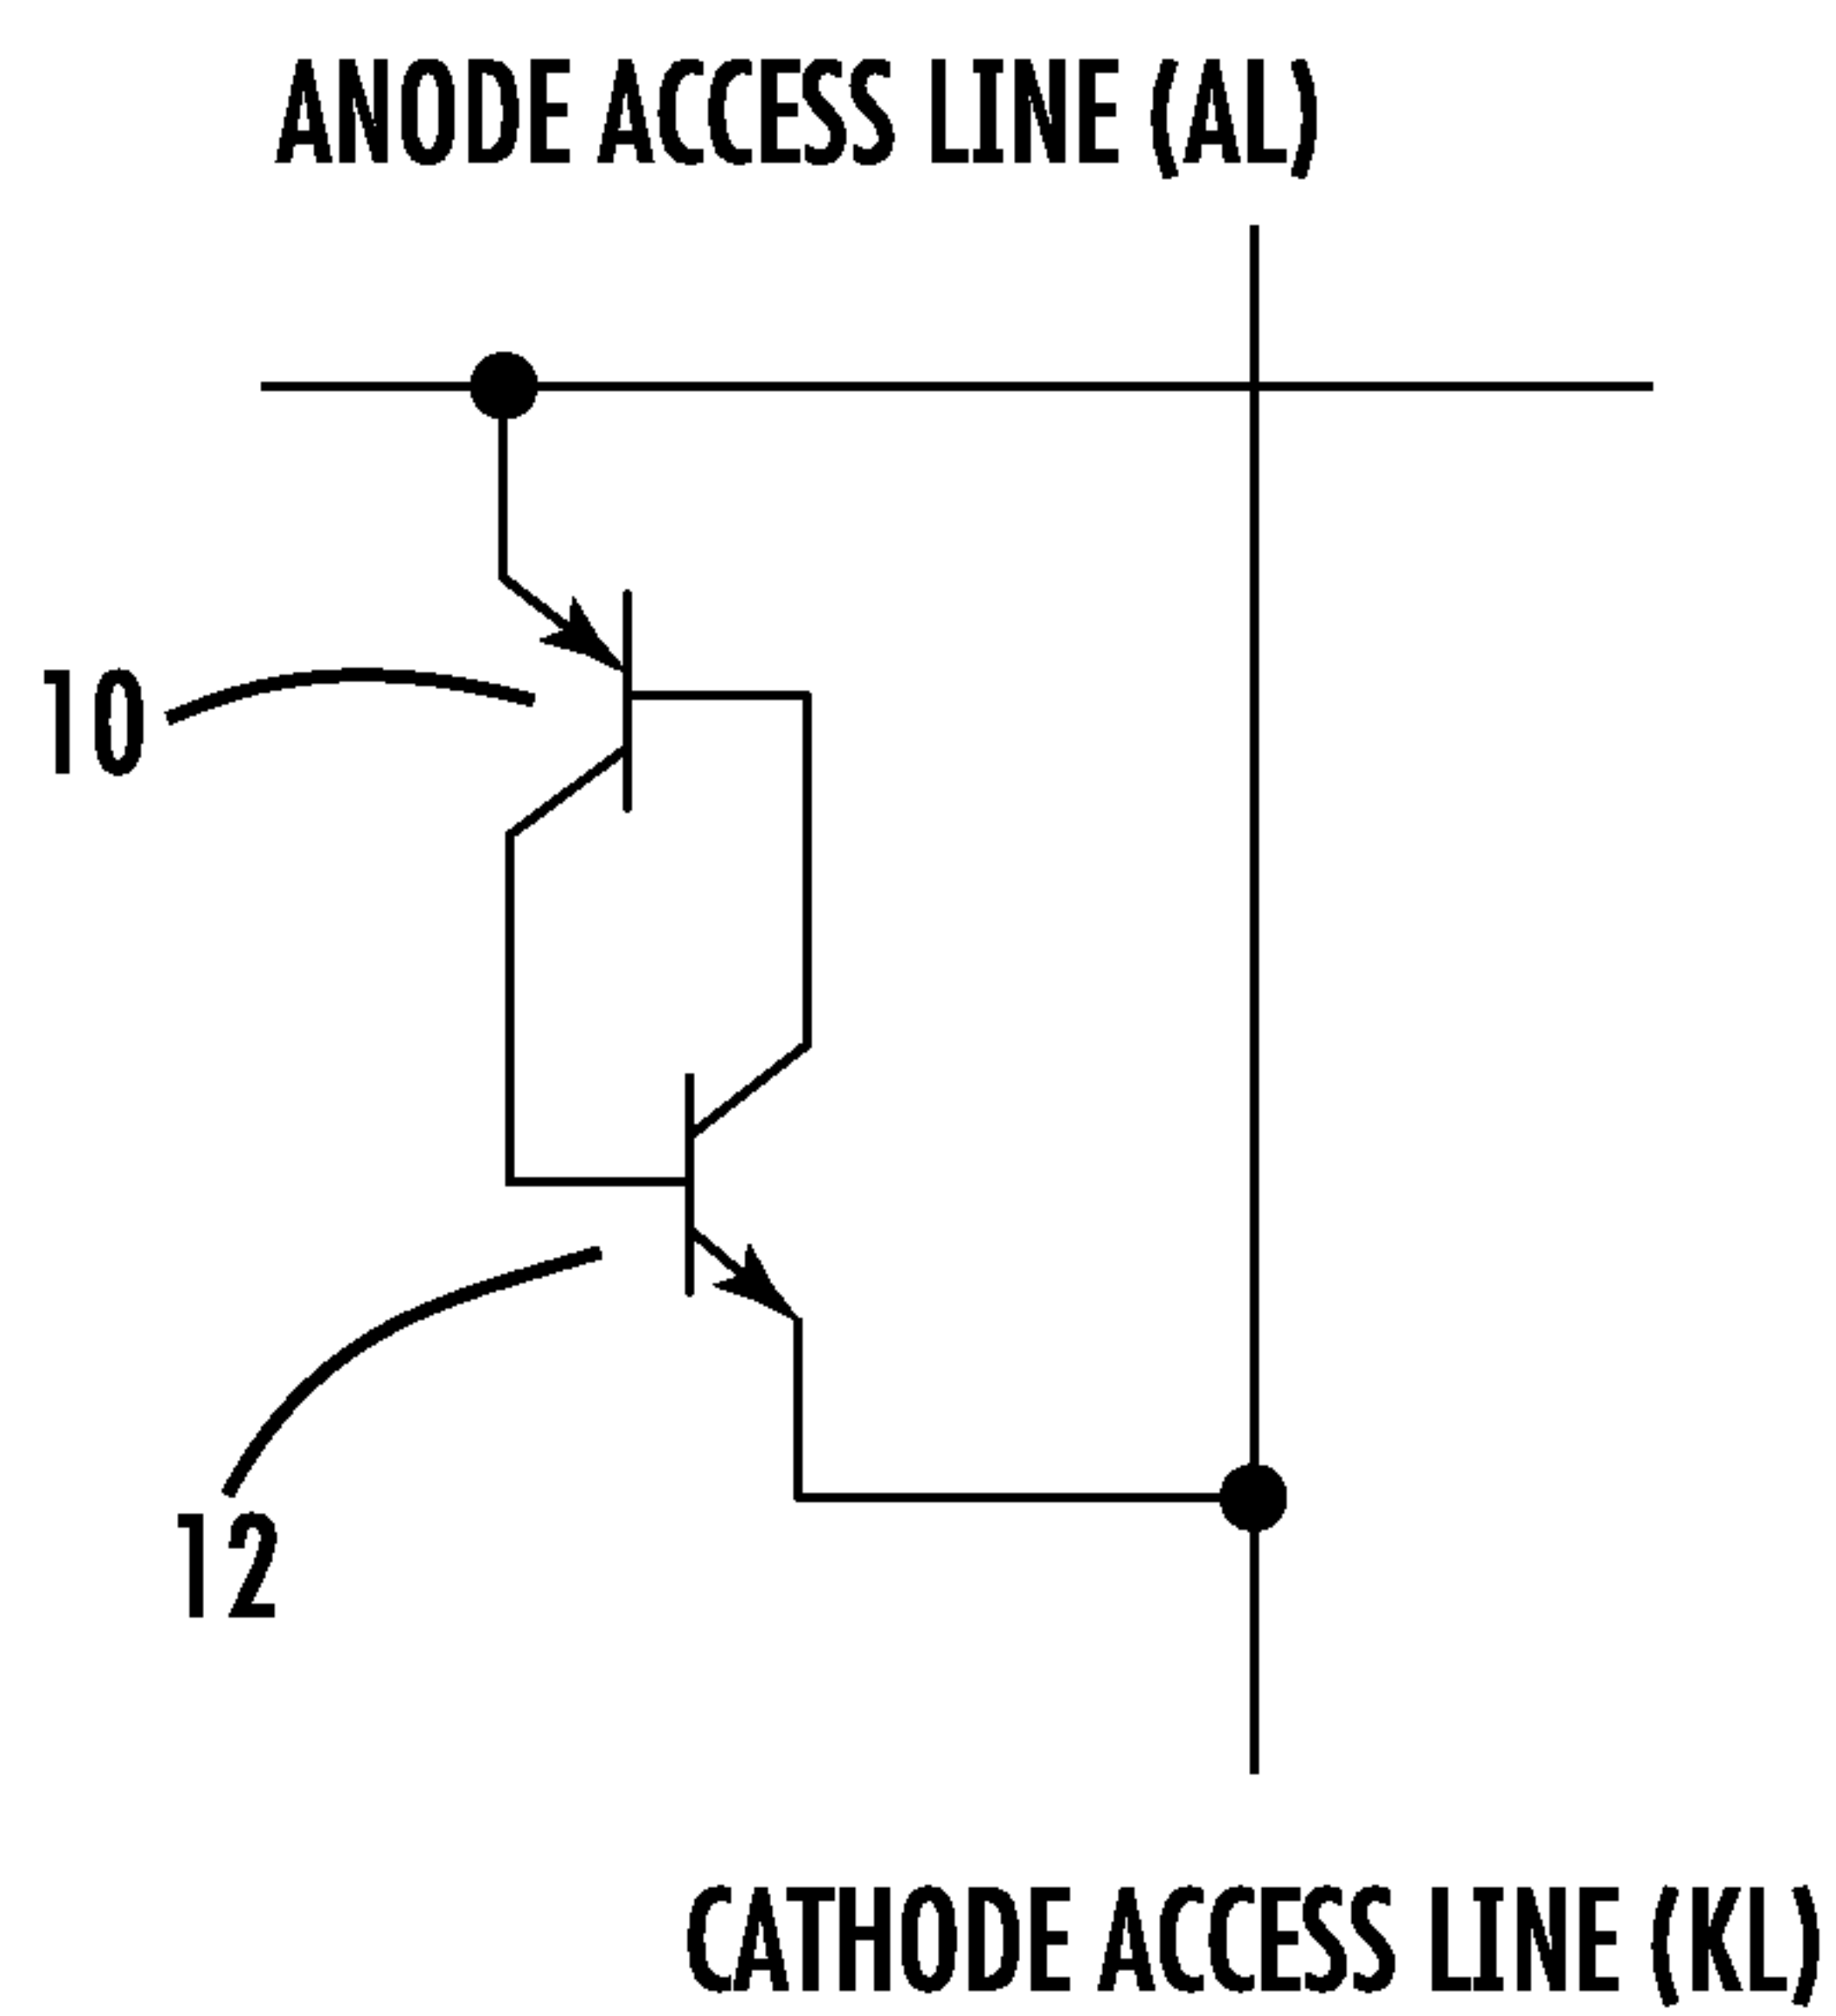 ANODE ACCESS LINE (AL)
10
12
CATHODE ACCESS LINE (KL)